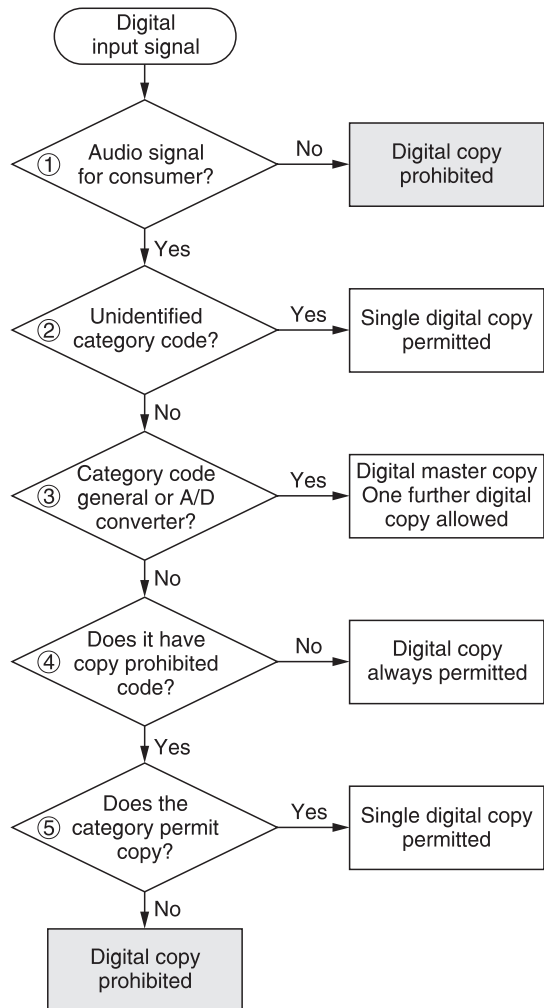 Digital
input signal
① Audio signal
for consumer?
No
Digital copy
prohibited
Yes
② Unidentified
category code?
Yes
Single digital copy
permitted
No
③ Category code
general or A/D
converter?
Yes
Digital master copy
One further digital
copy allowed
No
④ Does it have
copy prohibited
code?
No
Digital copy
always permitted
Yes
⑤ Does the
category permit
copy?
Yes
Single digital copy
permitted
No
Digital copy
prohibited